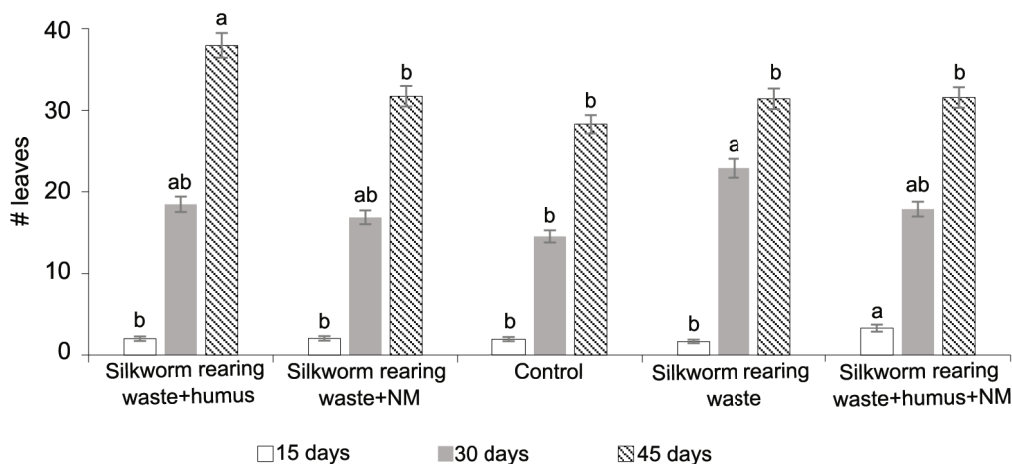 # leaves
40
30
20
10
0
b ab a
b ab b
b b b
b a b
a ab b
Silkworm rearing
waste+humus
Silkworm rearing
waste+NM
Control
Silkworm rearing
waste
Silkworm rearing
waste+humus+NM
15 days 30 days 45 days